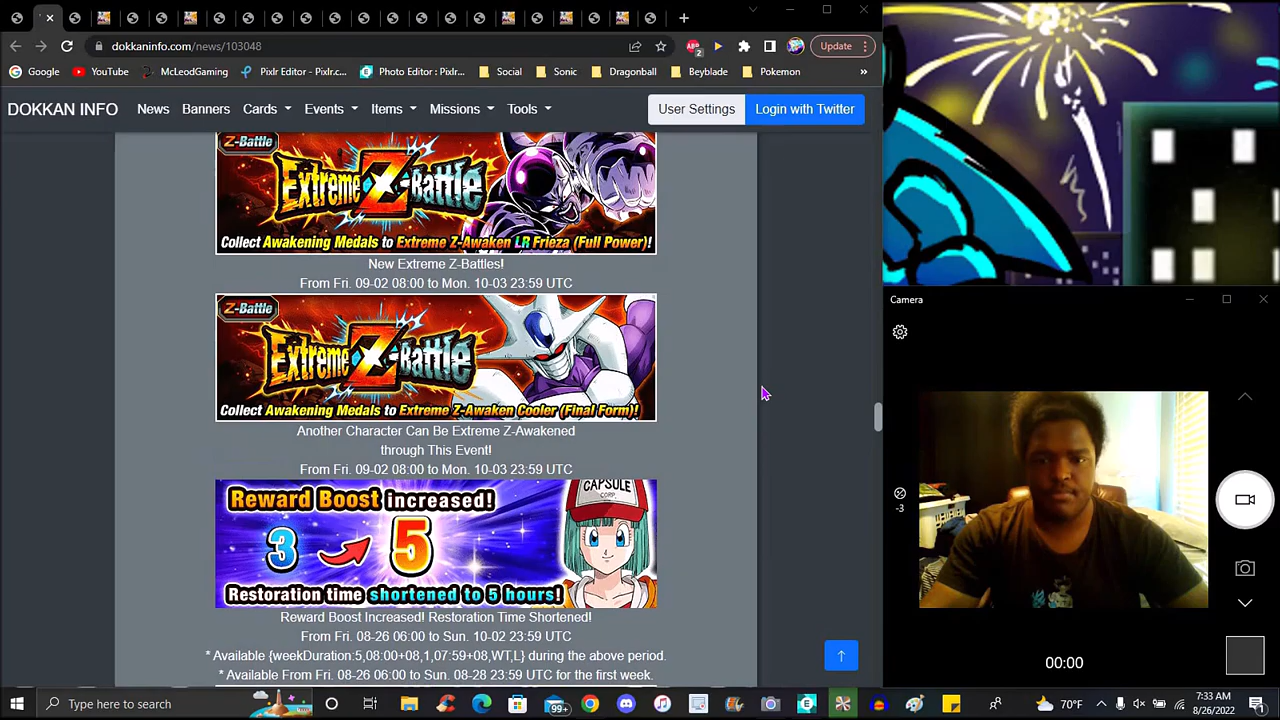 dokkaninfo.com/news/103048
2
Update
Google
YouTube
McLeodGaming
Pixlr Editor - Pixlr.c...
Photo Editor : Pixlr...
Social
Sonic
Dragonball
Beyblade
Pokemon
»
DOKKAN INFO
News
Banners
Cards
Events
Items
Missions
Tools
User Settings
Login with Twitter
Z-Battle
Extreme Z-Battle
Collect Awakening Medals to Extreme Z-Awaken LR Frieza (Full Power)!
New Extreme Z-Battles!
From Fri. 09-02 08:00 to Mon. 10-03 23:59 UTC
Z-Battle
Extreme Z-Battle
Collect Awakening Medals to Extreme Z-Awaken Cooler (Final Form)!
Another Character Can Be Extreme Z-Awakened
through This Event!
From Fri. 09-02 08:00 to Mon. 10-03 23:59 UTC
Reward Boost increased!
CAPSULE
CORP.
3 5
Restoration time shortened to 5 hours!
Reward Boost Increased! Restoration Time Shortened!
From Fri. 08-26 06:00 to Sun. 10-02 23:59 UTC
* Available {weekDuration:5,08:00+08,1,07:59+08,WT,L} during the above period.
* Available From Fri. 08-26 06:00 to Sun. 08-28 23:59 UTC for the first week.
Camera
-3
00:00
Type here to search
99+
70°F
7:33 AM
8/26/2022